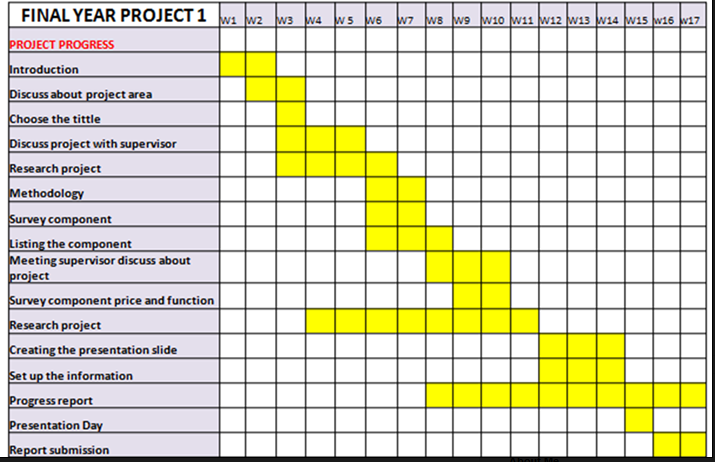 FINAL YEAR PROJECT 1 W1 W2 W3 W4 W 5 W6 W7 W8 W9 W10 W11 W12 W13 W14 W15 w16 w17
PROJECT PROGRESS
Introduction
Discuss about project area
Choose the tittle
Discuss project with supervisor
Research project
Methodology
Survey component
Listing the component
Meeting supervisor discuss about
project
Survey component price and function
Research project
Creating the presentation slide
Set up the information
Progress report
Presentation Day
Report submission